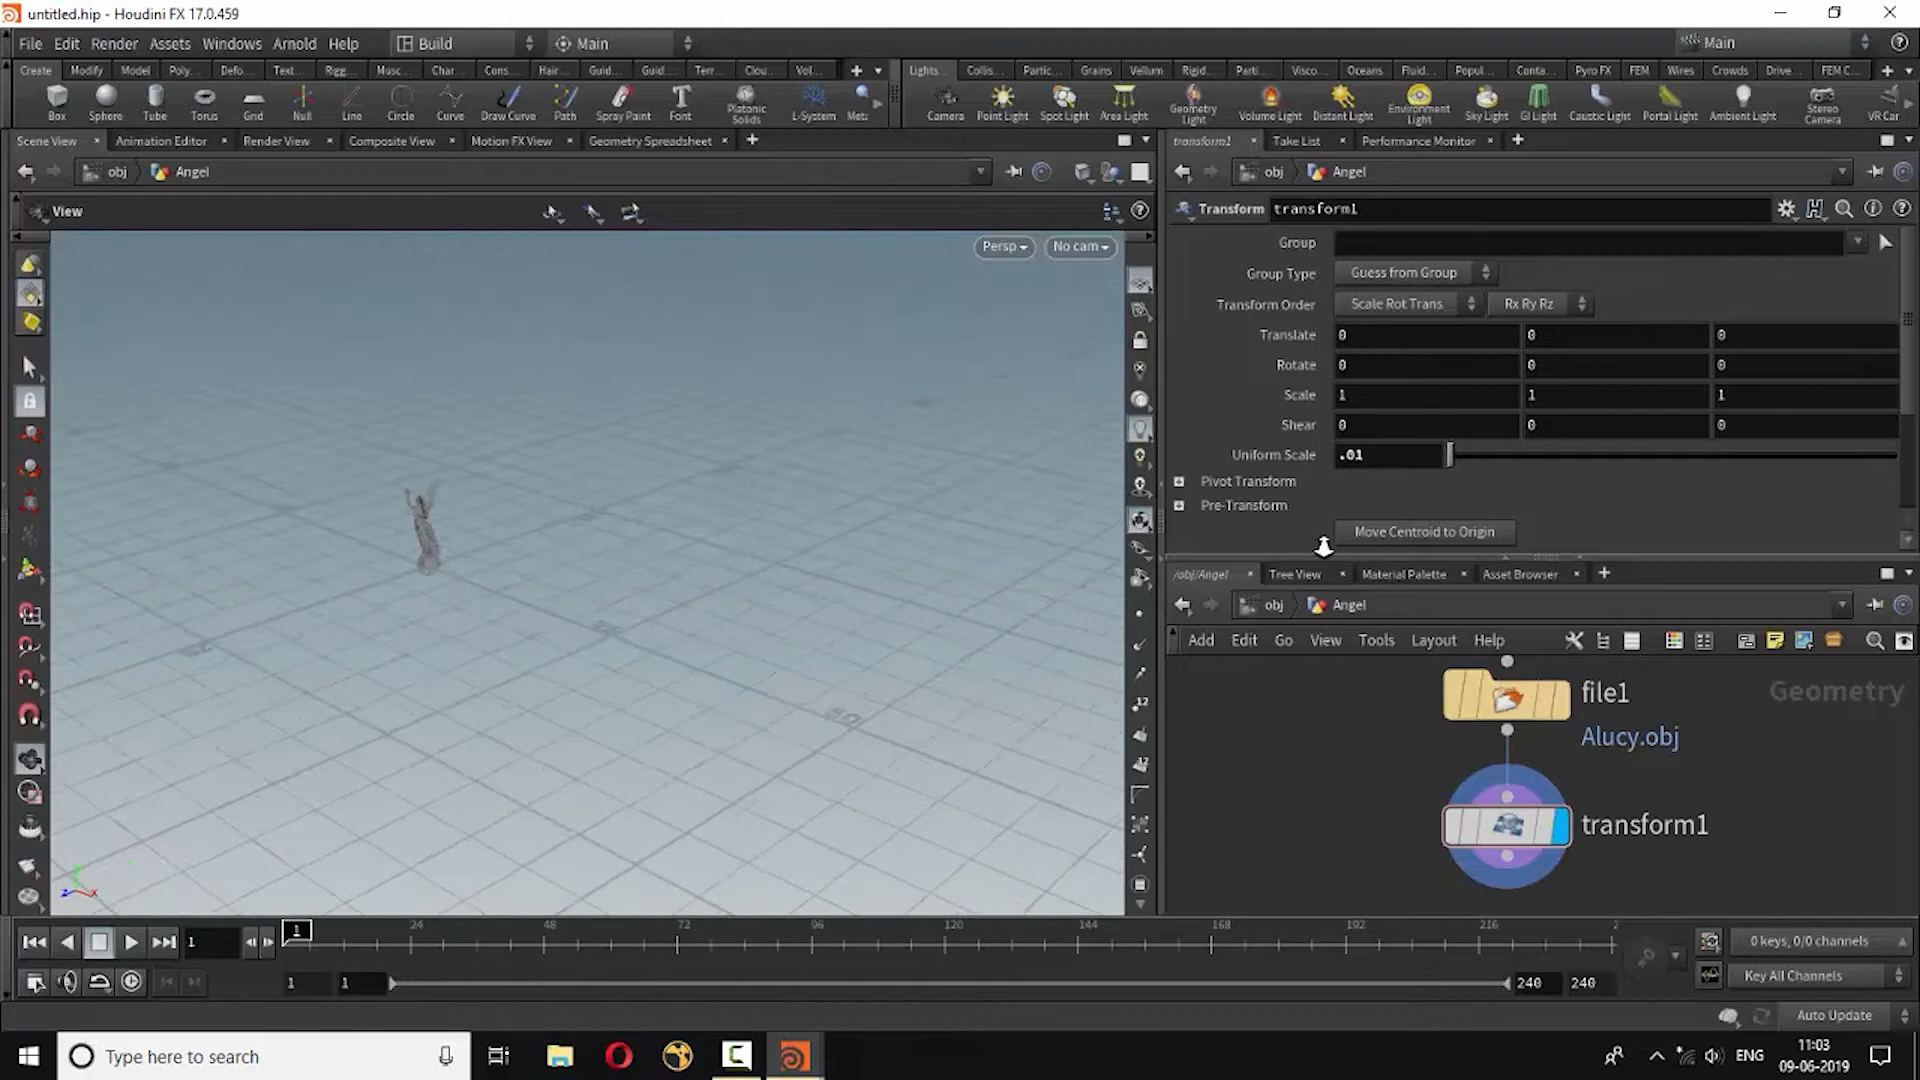 untitled.hip - Houdini FX 17.0.459
File Edit Render Assets Windows Arnold Help Build Main Main
Create Modify Model Poly... Defo... Text... Rigg... Musc... Char... Cons... Hair... Guid... Guid... Terr... Clou... Vol...
Lights... Collis... Partic... Grains Vellum Rigid... Parti... Visco... Oceans Fluid... Popul... Conta... Pyro FX FEM Wires Crowds Drive... FEM C...
Box Sphere Tube Torus Grid Null Line Circle Curve Draw Curve Path Spray Paint Font Platonic Solids L-System Met
Camera Point Light Spot Light Area Light Geometry Light Volume Light Distant Light Environment Light Sky Light GI Light Caustic Light Portal Light Ambient Light Stereo Camera VR Car
Scene View Animation Editor Render View Composite View Motion FX View Geometry Spreadsheet
transform1 Take List Performance Monitor
obj Angel
obj Angel
View
Transform transform1
Persp No cam
Group
Group Type Guess from Group
Transform Order Scale Rot Trans Rx Ry Rz
Translate 0 0 0
Rotate 0 0 0
Scale 1 1 1
Shear 0 0 0
Uniform Scale .01
Pivot Transform
Pre-Transform
Move Centroid to Origin
/obj/Angel Tree View Material Palette Asset Browser
obj Angel
Add Edit Go View Tools Layout Help
Geometry
file1
Alucy.obj
transform1
1 1 24 48 72 96 120 144 168 192 216 2
0 keys, 0/0 channels
1 1 240 240
Key All Channels
Auto Update
Type here to search
ENG
11:03
09-06-2019